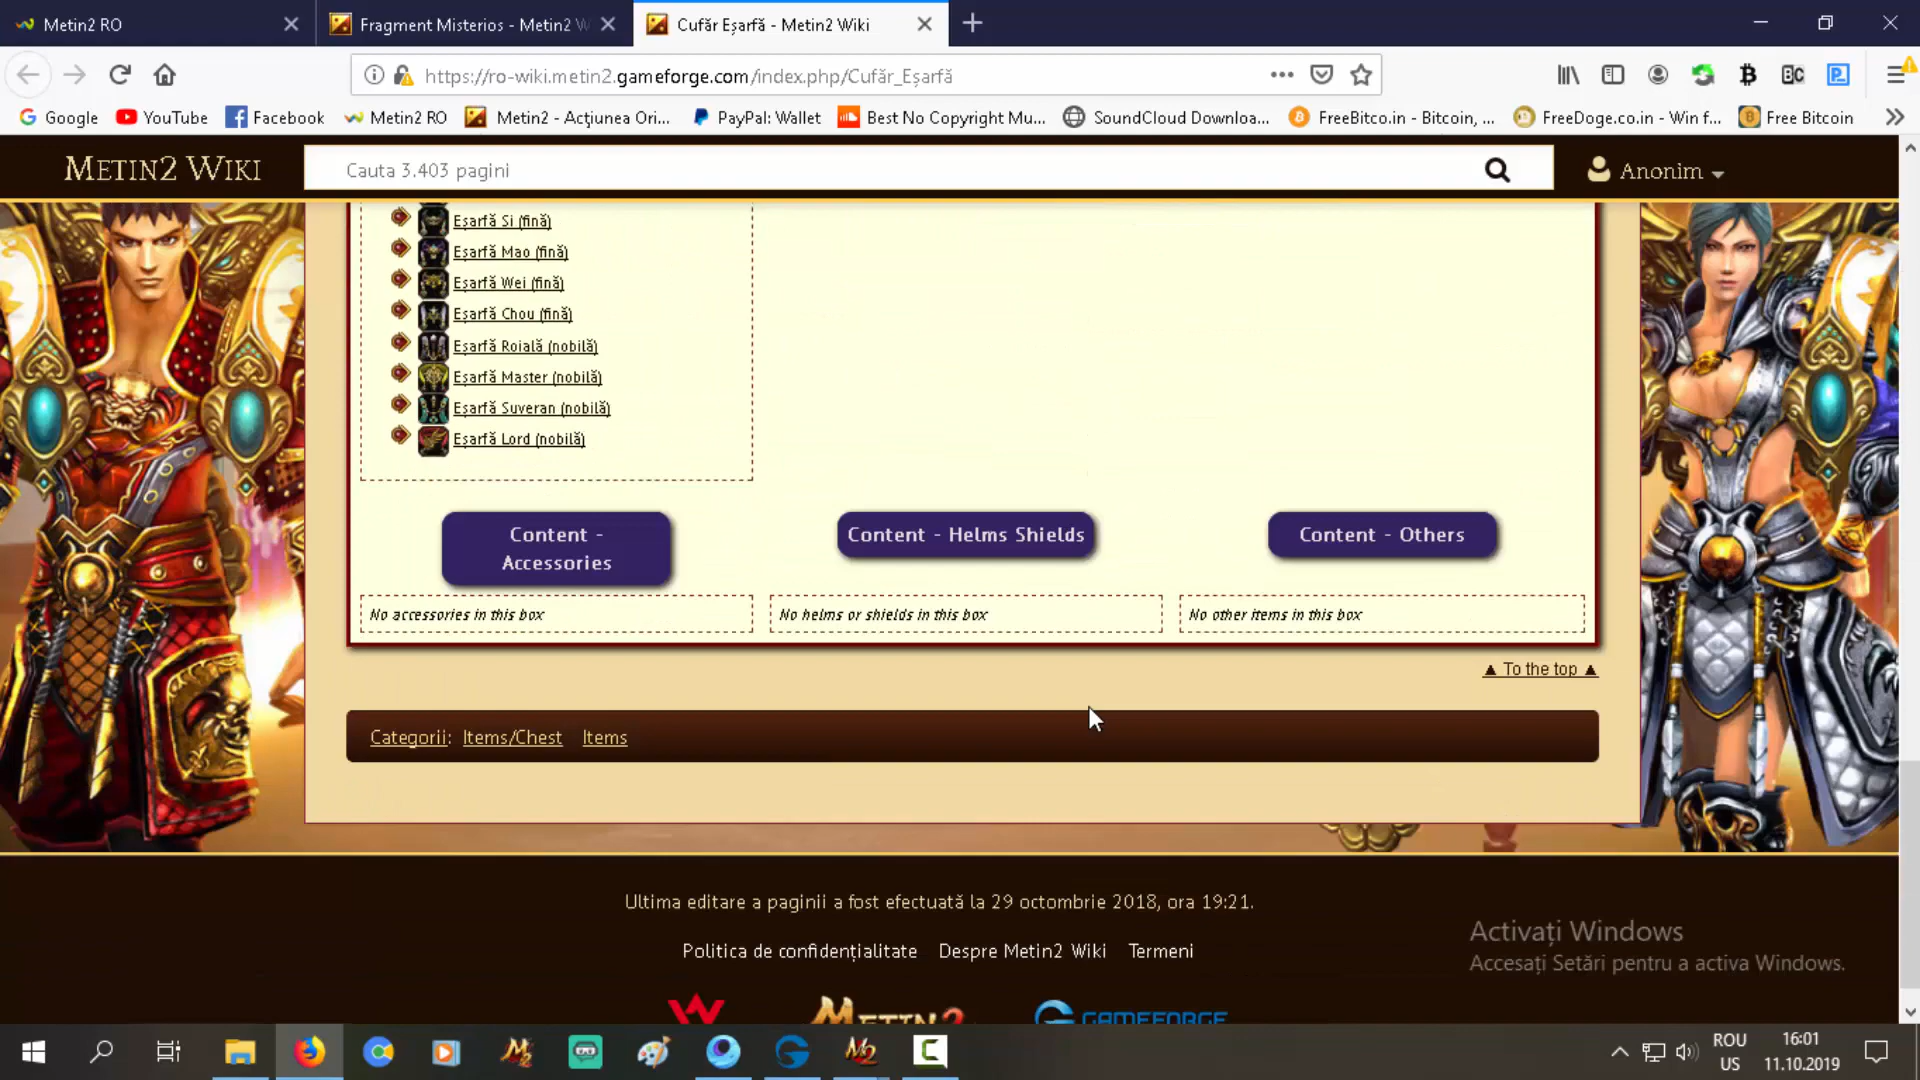 Metin2 RO
Fragment Misterios - Metin2 W
Cufăr Eșarfă - Metin2 Wiki
https://ro-wiki.metin2.gameforge.com/index.php/Cufăr_Eșarfă
Google
YouTube
Facebook
Metin2 RO
Metin2 - Acţiunea Ori...
PayPal: Wallet
Best No Copyright Mu...
SoundCloud Downloa...
FreeBitco.in - Bitcoin, ...
FreeDoge.co.in - Win f...
Free Bitcoin
Metin2 Wiki
Cauta 3.403 pagini
Anonim
Eșarfă Si (fină)
Eșarfă Mao (fină)
Eșarfă Wei (fină)
Eșarfă Chou (fină)
Eșarfă Roială (nobilă)
Eșarfă Master (nobilă)
Eșarfă Suveran (nobilă)
Eșarfă Lord (nobilă)
Content -
Accessories
Content - Helms Shields
Content - Others
No accessories in this box
No helms or shields in this box
No other items in this box
▲ To the top ▲
Categorii: Items/Chest Items
Ultima editare a paginii a fost efectuată la 29 octombrie 2018, ora 19:21.
Politica de confidențialitate Despre Metin2 Wiki Termeni
Activați Windows
Accesați Setări pentru a activa Windows.
METIN2
GAMEFORGE
ROU
US
16:01
11.10.2019